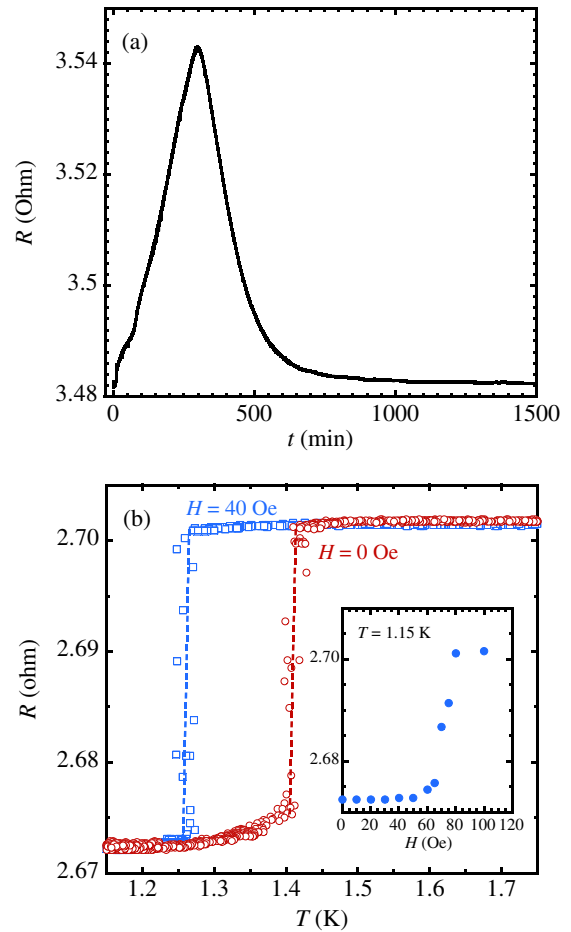 (a)
3.54
3.52
3.5
3.48
R (Ohm)
0
500
1000
1500
t (min)
(b)
H = 40 Oe
H = 0 Oe
2.70
2.69
2.68
2.67
R (ohm)
T = 1.15 K
2.70
2.68
0 20 40 60 80 100 120
H (Oe)
1.2 1.3 1.4 1.5 1.6 1.7
T (K)